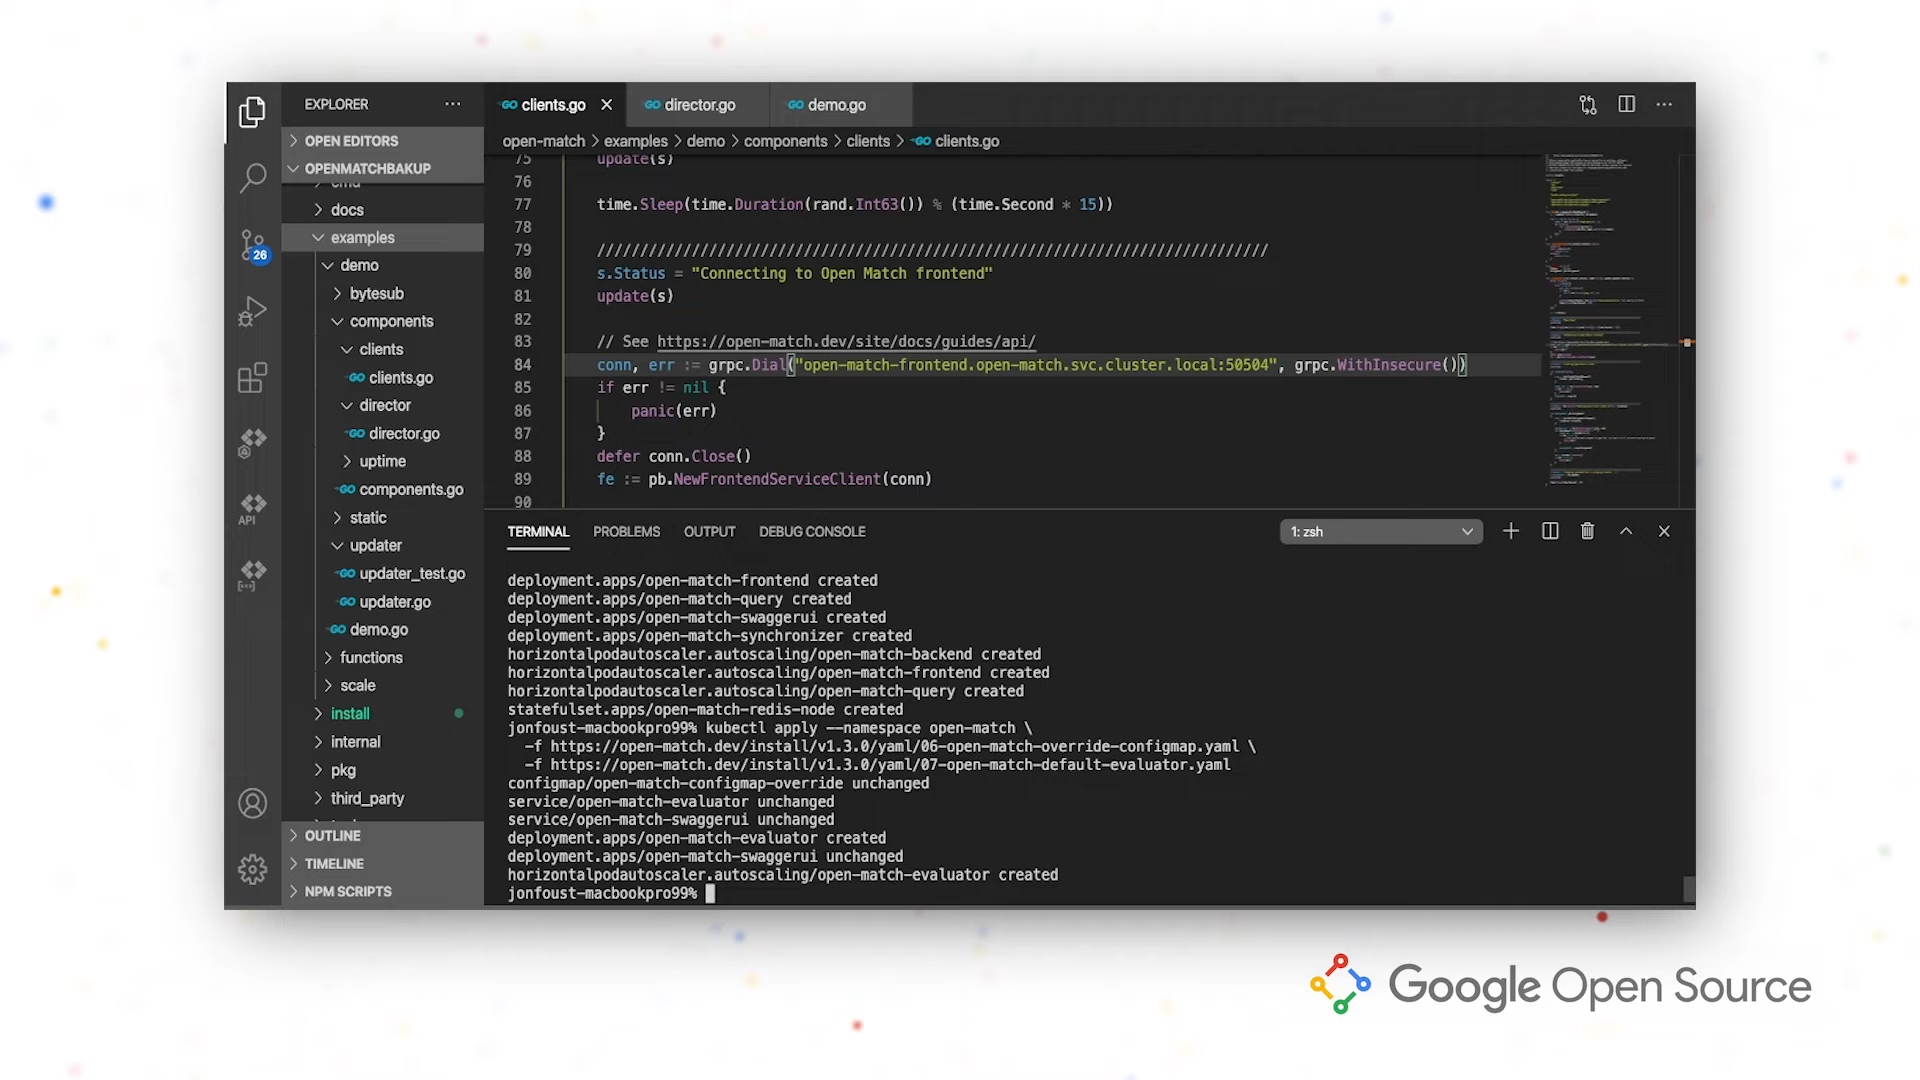 EXPLORER
OPEN EDITORS
OPENMATCHBAKUP
cmd
docs
examples
demo
bytesub
components
clients
clients.go
director
director.go
uptime
components.go
static
updater
updater_test.go
updater.go
demo.go
functions
scale
install
internal
pkg
third_party
OUTLINE
TIMELINE
NPM SCRIPTS
26
API
clients.go
director.go
demo.go
open-match > examples > demo > components > clients > clients.go
75 update(s)
76
77 time.Sleep(time.Duration(rand.Int63()) % (time.Second * 15))
78
79 //////////////////////////////////////////////////////////////////////////////
80 s.Status = "Connecting to Open Match frontend"
81 update(s)
82
83 // See https://open-match.dev/site/docs/guides/api/
84 conn, err := grpc.Dial("open-match-frontend.open-match.svc.cluster.local:50504", grpc.WithInsecure())
85 if err != nil {
86 panic(err)
87 }
88 defer conn.Close()
89 fe := pb.NewFrontendServiceClient(conn)
90
TERMINAL PROBLEMS OUTPUT DEBUG CONSOLE
1: zsh
deployment.apps/open-match-frontend created
deployment.apps/open-match-query created
deployment.apps/open-match-swaggerui created
deployment.apps/open-match-synchronizer created
horizontalpodautoscaler.autoscaling/open-match-backend created
horizontalpodautoscaler.autoscaling/open-match-frontend created
horizontalpodautoscaler.autoscaling/open-match-query created
statefulset.apps/open-match-redis-node created
jonfoust-macbookpro99% kubectl apply --namespace open-match \
-f https://open-match.dev/install/v1.3.0/yaml/06-open-match-override-configmap.yaml \
-f https://open-match.dev/install/v1.3.0/yaml/07-open-match-default-evaluator.yaml
configmap/open-match-configmap-override unchanged
service/open-match-evaluator unchanged
service/open-match-swaggerui unchanged
deployment.apps/open-match-evaluator created
deployment.apps/open-match-swaggerui unchanged
horizontalpodautoscaler.autoscaling/open-match-evaluator created
jonfoust-macbookpro99%
Google Open Source